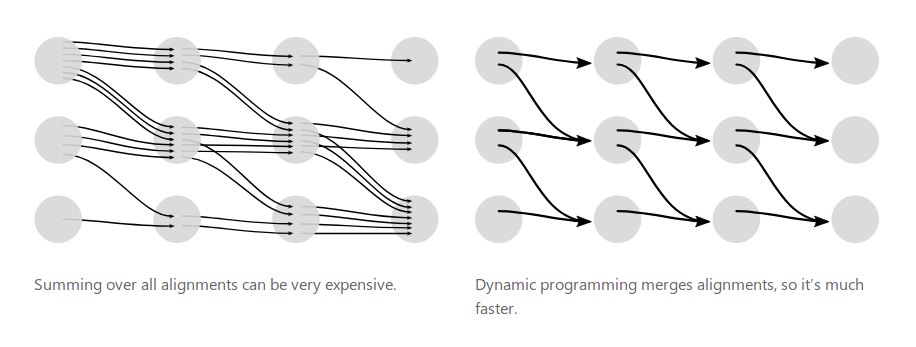 Summing over all alignments can be very expensive.
Dynamic programming merges alignments, so it’s much
faster.